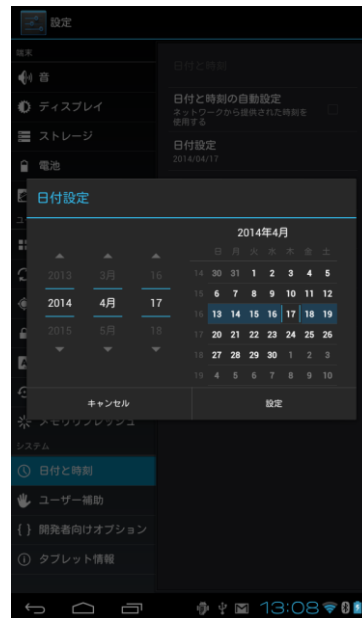 設定
端末
音
日付と時刻
ディスプレイ
日付と時刻の自動設定
ネットワークから提供された時刻を
使用する
ストレージ
日付設定
2014/04/17
電池
日付設定
2014年4月
日 月 火 水 木 金 土
2013 3月 16
14 30 31 1 2 3 4 5
15 6 7 8 9 10 11 12
2014 4月 17
16 13 14 15 16 17 18 19
2015 5月 18
17 20 21 22 23 24 25 26
18 27 28 29 30 1 2 3
19 4 5 6 7 8 9 10
キャンセル
設定
システム
日付と時刻
ユーザー補助
{ } 開発者向けオプション
タブレット情報
13:08